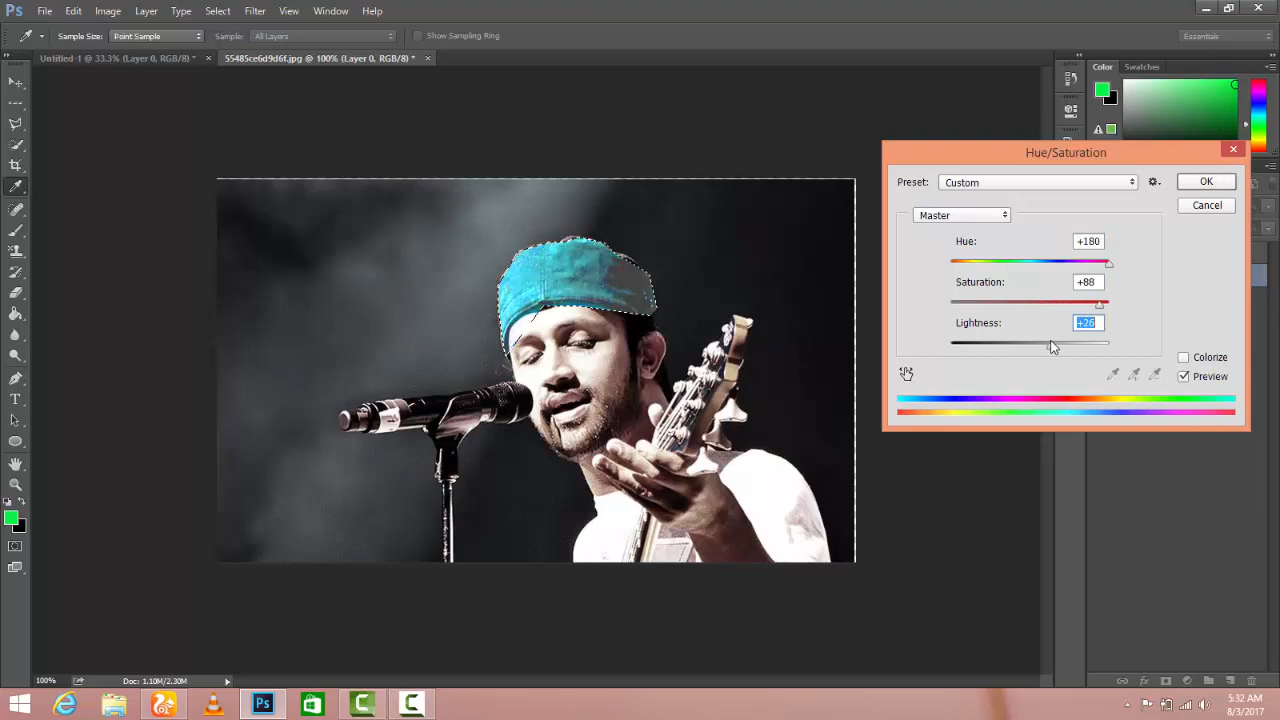 Ps File Edit Image Layer Type Select Filter View Window Help
Sample Size: Point Sample Sample: All Layers Show Sampling Ring Essentials
Untitled-1 @ 33.3% (Layer 0, RGB/8) * × 55485ce6d9d6f.jpg @ 100% (Layer 0, RGB/8) * ×
Color Swatches
Hue/Saturation
Preset: Custom OK
Cancel
Master
Hue: +180
Saturation: +88
Lightness: +26
Colorize
Preview
100% Doc: 1.10M/2.30M
Ps
5:32 AM
8/3/2017